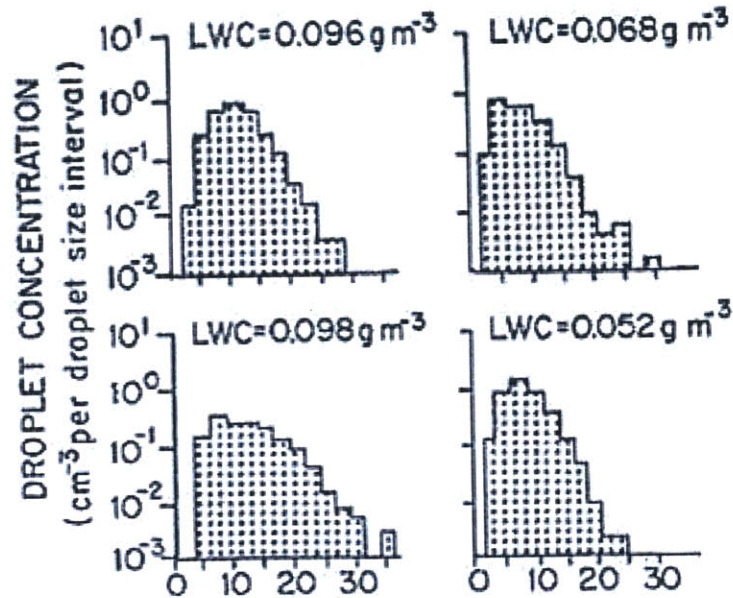 DROPLET CONCENTRATION
(cm⁻³ per droplet size interval)
LWC=0.096 g m⁻³
10¹
10⁰
10⁻¹
10⁻²
10⁻³
LWC=0.068 g m⁻³
LWC=0.098 g m⁻³
10¹
10⁰
10⁻¹
10⁻²
10⁻³
0 10 20 30
LWC=0.052 g m⁻³
0 10 20 30